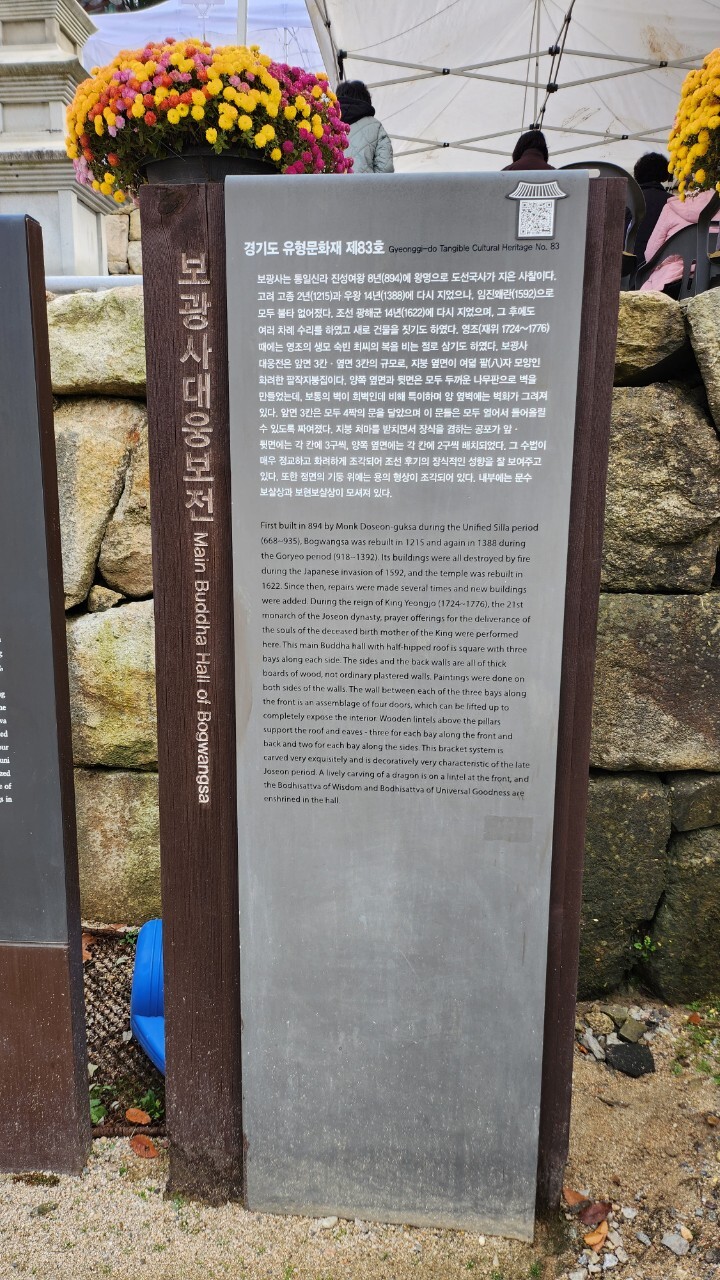 보광사대웅보전 Main Buddha Hall of Bogwangsa
경기도 유형문화재 제83호 Gyeonggi-do Tangible Cultural Heritage No. 83
보광사는 통일신라 진성여왕 8년(894)에 왕명으로 도선국사가 지은 사찰이다.
고려 고종 2년(1215)과 우왕 14년(1388)에 다시 지었으나, 임진왜란(1592)으로
모두 불타 없어졌다. 조선 광해군 14년(1622)에 다시 지었으며, 그 후에도
여러 차례 수리를 하였고 새로 건물을 짓기도 하였다. 영조(재위 1724~1776)
때에는 영조의 생모 숙빈 최씨의 복을 비는 절로 삼기도 하였다. 보광사
대웅전은 앞면 3칸·옆면 3칸의 규모로, 지붕 옆면이 여덟 팔(八)자 모양인
화려한 팔작지붕집이다. 양쪽 옆면과 뒷면은 모두 두꺼운 나무판으로 벽을
만들었는데, 보통의 벽이 회벽인데 비해 특이하며 양 옆벽에는 벽화가 그려져
있다. 앞면 3칸은 모두 4짝의 문을 달았으며 이 문들은 모두 열어서 들어올릴
수 있도록 짜여졌다. 지붕 처마를 받치면서 장식을 겸하는 공포가 앞·
뒷면에는 각 칸에 3구씩, 양쪽 옆면에는 각 칸에 2구씩 배치되었다. 그 수법이
매우 정교하고 화려하게 조각되어 조선 후기의 장식적인 성향을 잘 보여주고
있다. 또한 정면의 기둥 위에는 용의 형상이 조각되어 있다. 내부에는 문수
보살상과 보현보살상이 모셔져 있다.
First built in 894 by Monk Doseon-guksa during the Unified Silla period
(668~935), Bogwangsa was rebuilt in 1215 and again in 1388 during
the Goryeo period (918~1392). Its buildings were all destroyed by fire
during the Japanese invasion of 1592, and the temple was rebuilt in
1622. Since then, repairs were made several times and new buildings
were added. During the reign of King Yeongjo (1724~1776), the 21st
monarch of the Joseon dynasty, prayer offerings for the deliverance of
the souls of the deceased birth mother of the King were performed
here. This main Buddha hall with half-hipped roof is square with three
bays along each side. The sides and the back walls are all of thick
boards of wood, not ordinary plastered walls. Paintings were done on
both sides of the walls. The wall between each of the three bays along
the front is an assemblage of four doors, which can be lifted up to
completely expose the interior. Wooden lintels above the pillars
support the roof and eaves - three for each bay along the front and
back and two for each bay along the sides. This bracket system is
carved very exquisitely and is decoratively very characteristic of the late
Joseon period. A lively carving of a dragon is on a lintel at the front, and
the Bodhisattva of Wisdom and Bodhisattva of Universal Goodness are
enshrined in the hall.